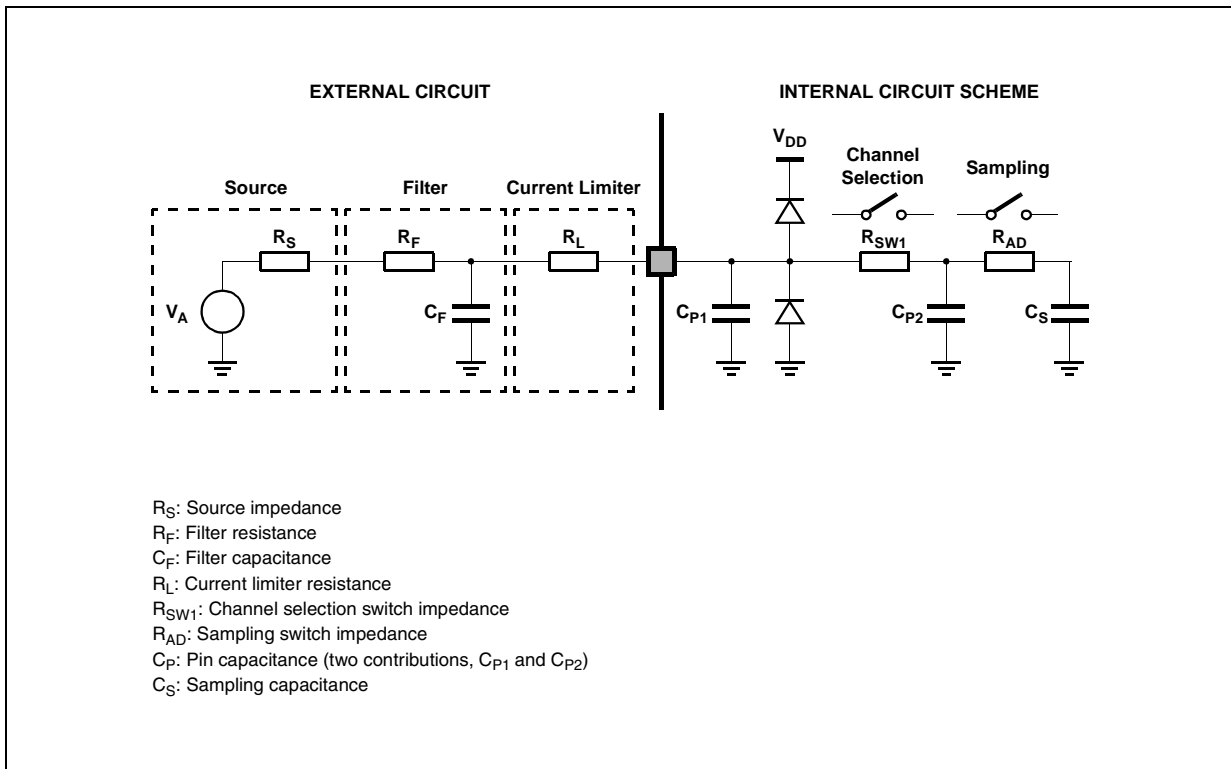 EXTERNAL CIRCUIT
INTERNAL CIRCUIT SCHEME
VDD
Channel
Selection
Sampling
Source
Filter
Current Limiter
RS
RF
RL
RSW1
RAD
VA
CF
CP1
CP2
CS
RS: Source impedance
RF: Filter resistance
CF: Filter capacitance
RL: Current limiter resistance
RSW1: Channel selection switch impedance
RAD: Sampling switch impedance
CP: Pin capacitance (two contributions, CP1 and CP2)
CS: Sampling capacitance